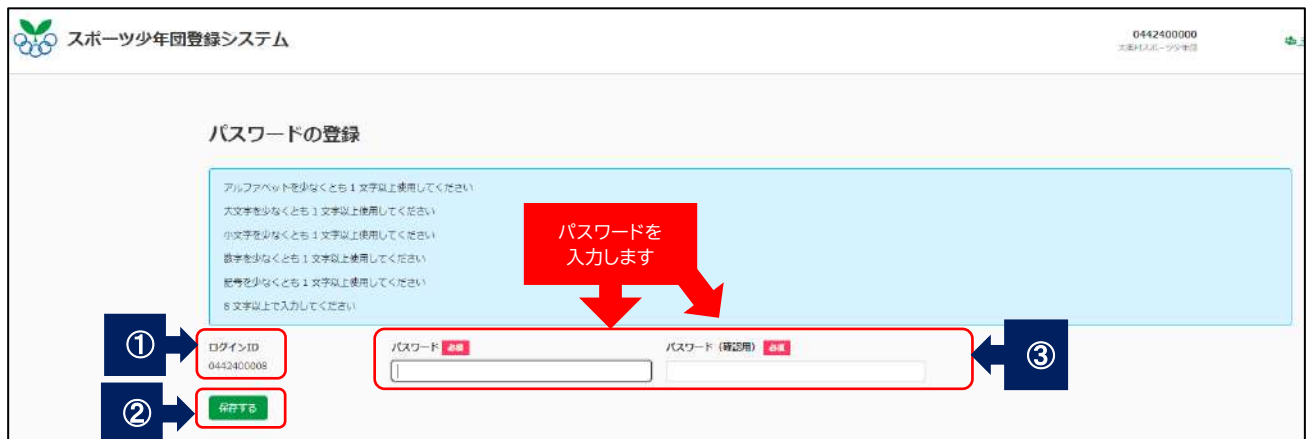 スポーツ少年団登録システム
0442400000
パスワードの登録
アルファベットを少なくとも1文字以上使用してください
大文字を少なくとも1文字以上使用してください
小文字を少なくとも1文字以上使用してください
数字を少なくとも1文字以上使用してください
記号を少なくとも1文字以上使用してください
8文字以上で入力してください
パスワードを
入力します
①
ログインID
0442400008
パスワード 必須
パスワード（確認用） 必須
③
②
保存する